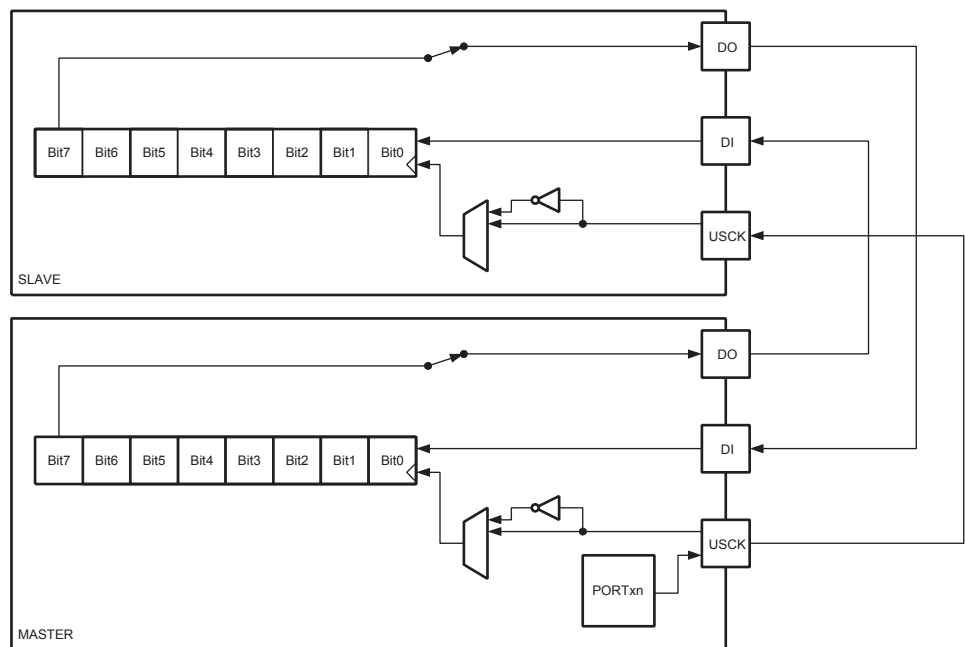 DO
Bit7 Bit6 Bit5 Bit4 Bit3 Bit2 Bit1 Bit0
DI
USCK
SLAVE
DO
Bit7 Bit6 Bit5 Bit4 Bit3 Bit2 Bit1 Bit0
DI
USCK
PORTxn
MASTER